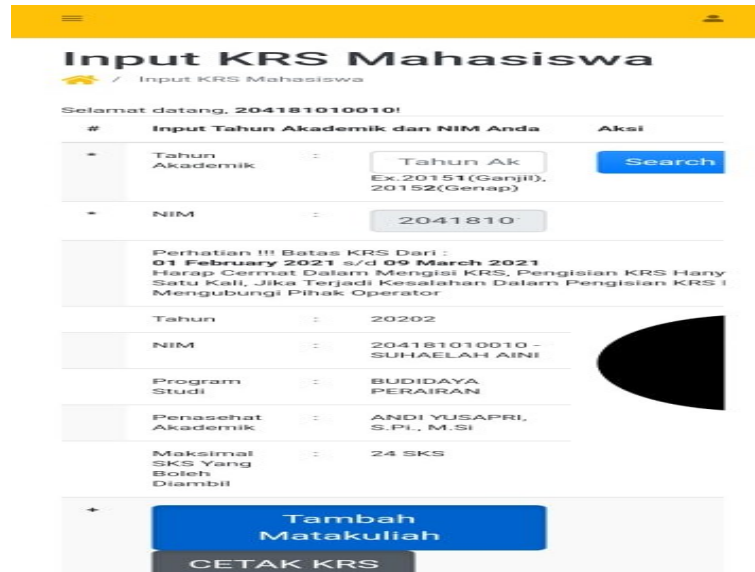 Input KRS Mahasiswa
/ Input KRS Mahasiswa
Selamat datang, 204181010010!
# Input Tahun Akademik dan NIM Anda Aksi
* Tahun Akademik : Tahun Ak Search
Ex.20151(Ganjil),
20152(Genap)
* NIM : 2041810
Perhatian !!! Batas KRS Dari :
01 February 2021 s/d 09 March 2021
Harap Cermat Dalam Mengisi KRS, Pengisian KRS Hany
Satu Kali, Jika Terjadi Kesalahan Dalam Pengisian KRS
Mengubungi Pihak Operator
Tahun : 20202
NIM : 204181010010 -
SUHAELAH AINI
Program : BUDIDAYA
Studi PERAIRAN
Penasehat : ANDI YUSAPRI,
Akademik S.Pi., M.Si
Maksimal : 24 SKS
SKS Yang
Boleh
Diambil
+ Tambah
Matakuliah
CETAK KRS